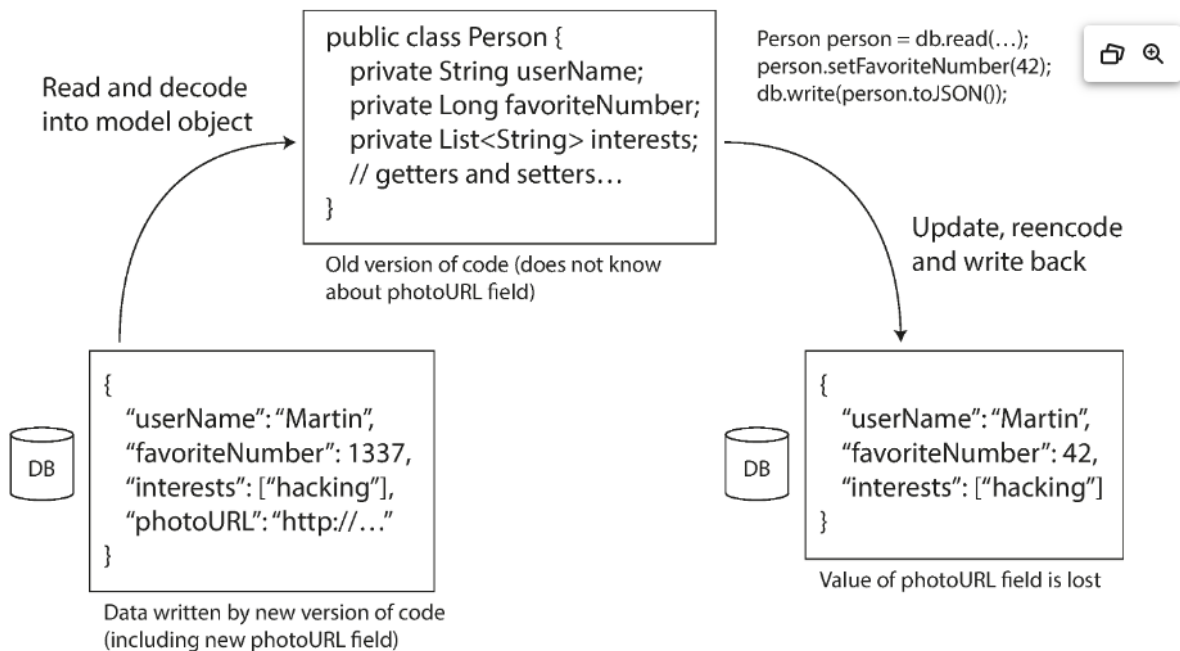 public class Person {
private String userName;
private Long favoriteNumber;
private List<String> interests;
// getters and setters…
}
Person person = db.read(…);
person.setFavoriteNumber(42);
db.write(person.toJSON());
Read and decode
into model object
Old version of code (does not know
about photoURL field)
Update, reencode
and write back
DB
{
“userName”: “Martin”,
“favoriteNumber”: 1337,
“interests”: [“hacking”],
“photoURL”: “http://…”
}
Data written by new version of code
(including new photoURL field)
DB
{
“userName”: “Martin”,
“favoriteNumber”: 42,
“interests”: [“hacking”]
}
Value of photoURL field is lost